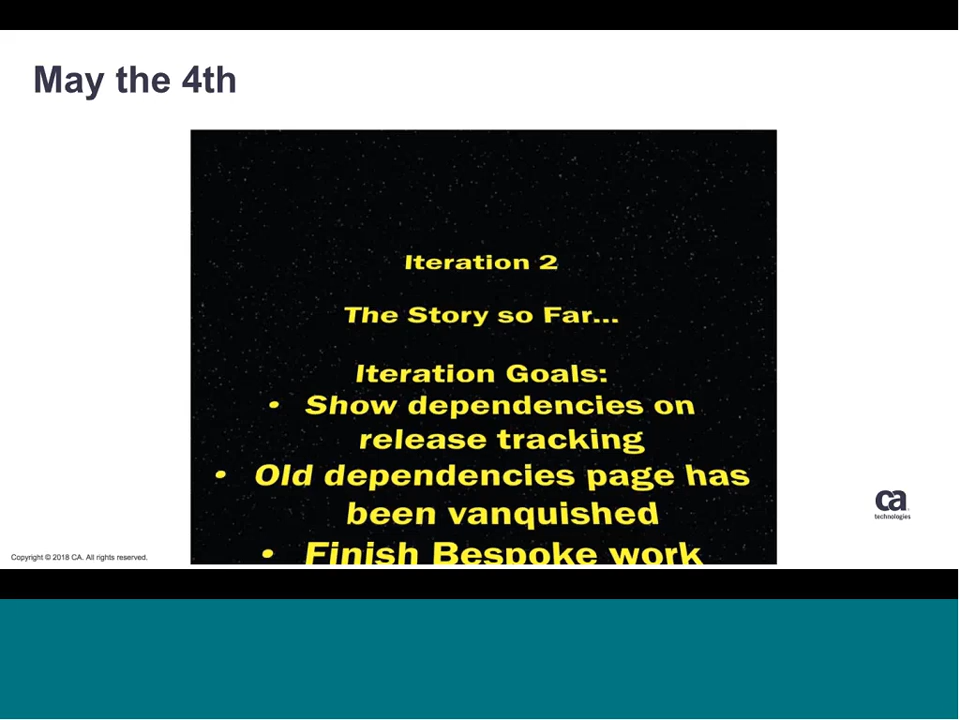 May the 4th
Iteration 2
The Story so Far...
Iteration Goals:
• Show dependencies on
release tracking
• Old dependencies page has
been vanquished
• Finish Bespoke work
ca
technologies
Copyright © 2018 CA. All rights reserved.